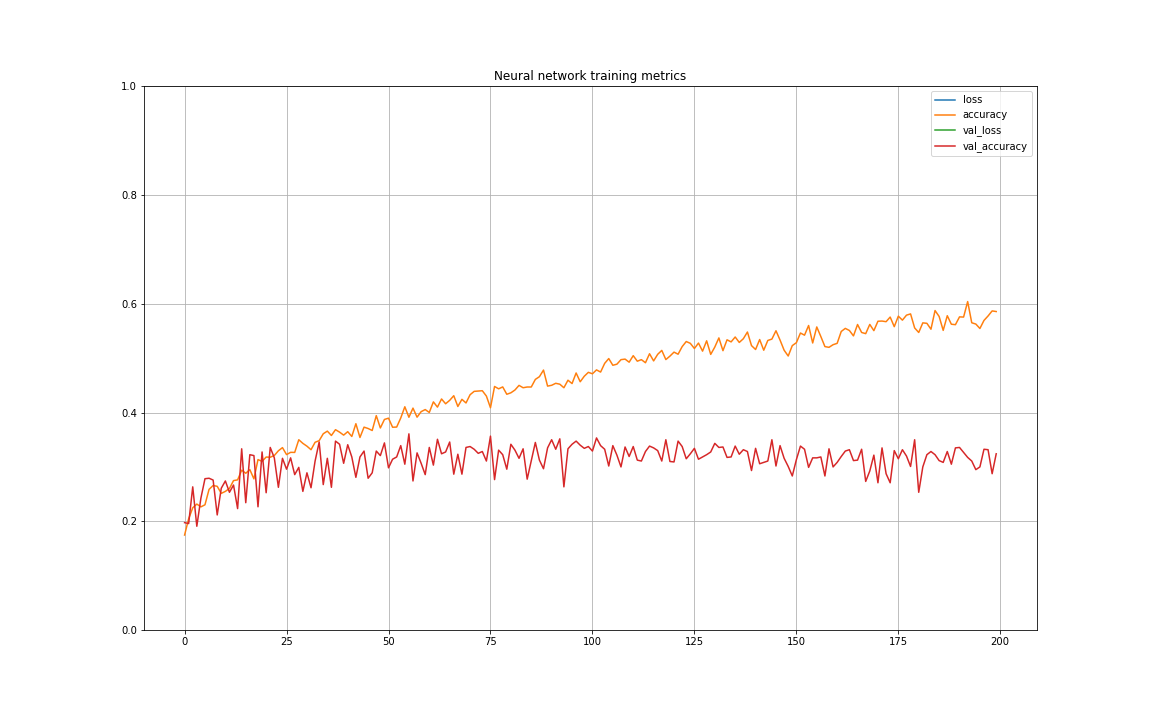 Neural network training metrics
1.0
0.8
0.6
0.4
0.2
0.0
loss
accuracy
val_loss
val_accuracy
0 25 50 75 100 125 150 175 200